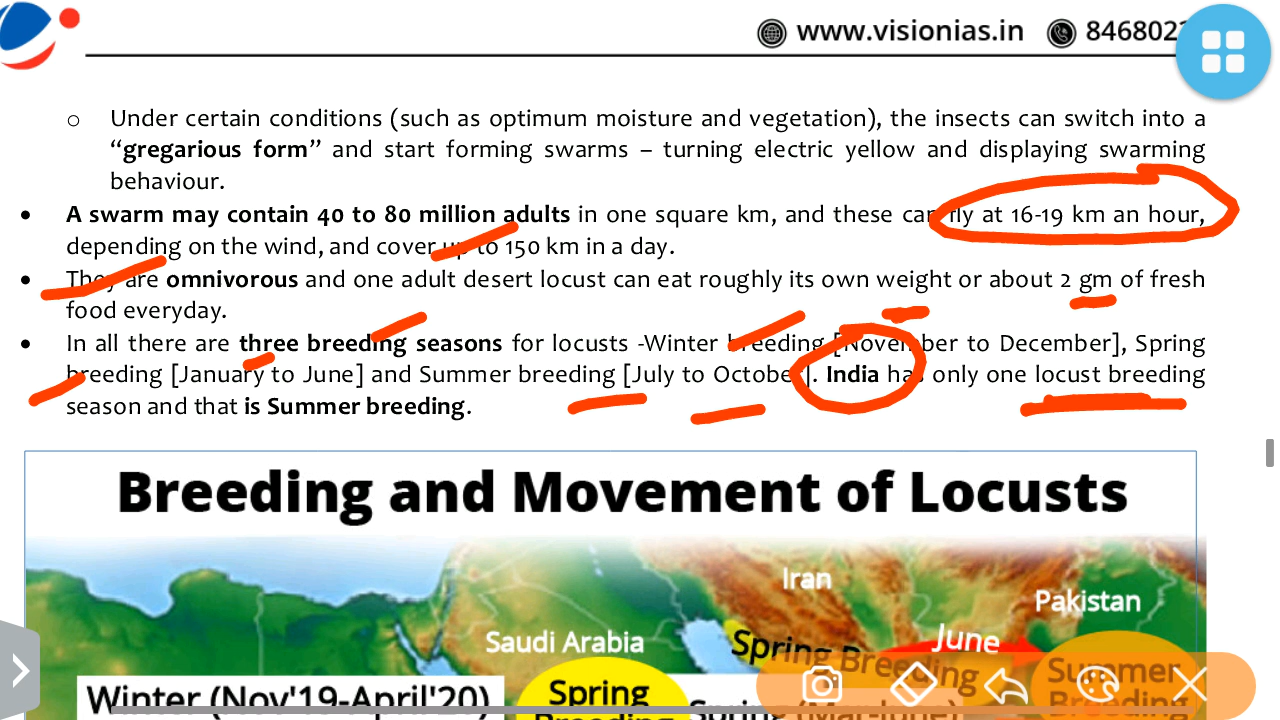 www.visionias.in 846802
o Under certain conditions (such as optimum moisture and vegetation), the insects can switch into a
“gregarious form” and start forming swarms – turning electric yellow and displaying swarming
behaviour.
• A swarm may contain 40 to 80 million adults in one square km, and these can fly at 16-19 km an hour,
depending on the wind, and cover up to 150 km in a day.
• They are omnivorous and one adult desert locust can eat roughly its own weight or about 2 gm of fresh
food everyday.
• In all there are three breeding seasons for locusts -Winter breeding [November to December], Spring
breeding [January to June] and Summer breeding [July to October]. India has only one locust breeding
season and that is Summer breeding.
Breeding and Movement of Locusts
Iran
Pakistan
Saudi Arabia
June
Spring Breeding
Summer
Breeding
Winter (Nov'19-April'20)
Spring
Breeding
Spring (Mar-June)